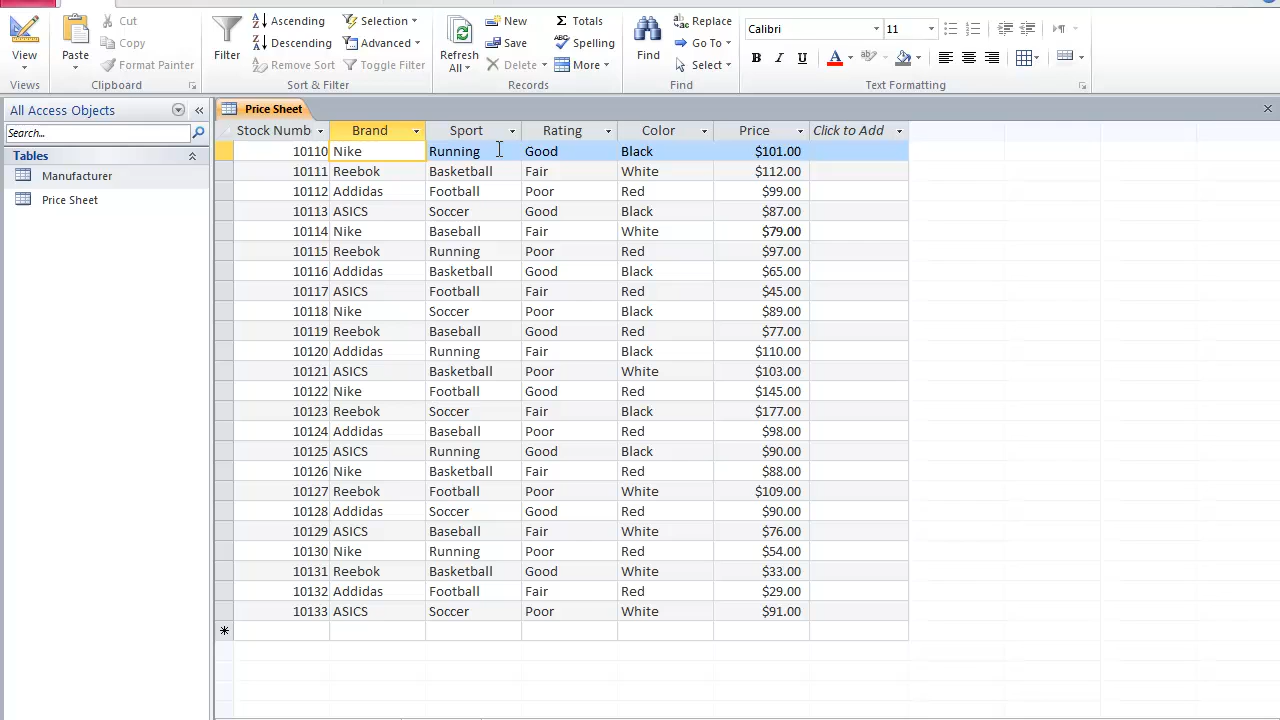 View
Views
Paste
Cut
Copy
Format Painter
Clipboard
Filter
Ascending
Descending
Remove Sort
Selection
Advanced
Toggle Filter
Sort & Filter
Refresh
All
New
Save
Delete
Totals
Spelling
More
Records
Find
Replace
Go To
Select
Find
Calibri
11
B I U A
Text Formatting
All Access Objects
Search...
Tables
Manufacturer
Price Sheet
Price Sheet
Stock Numb Brand Sport Rating Color Price Click to Add
10110 Nike Running Good Black $101.00
10111 Reebok Basketball Fair White $112.00
10112 Addidas Football Poor Red $99.00
10113 ASICS Soccer Good Black $87.00
10114 Nike Baseball Fair White $79.00
10115 Reebok Running Poor Red $97.00
10116 Addidas Basketball Good Black $65.00
10117 ASICS Football Fair Red $45.00
10118 Nike Soccer Poor Black $89.00
10119 Reebok Baseball Good Red $77.00
10120 Addidas Running Fair Black $110.00
10121 ASICS Basketball Poor White $103.00
10122 Nike Football Good Red $145.00
10123 Reebok Soccer Fair Black $177.00
10124 Addidas Baseball Poor Red $98.00
10125 ASICS Running Good Black $90.00
10126 Nike Basketball Fair Red $88.00
10127 Reebok Football Poor White $109.00
10128 Addidas Soccer Good Red $90.00
10129 ASICS Baseball Fair White $76.00
10130 Nike Running Poor Red $54.00
10131 Reebok Basketball Good White $33.00
10132 Addidas Football Fair Red $29.00
10133 ASICS Soccer Poor White $91.00